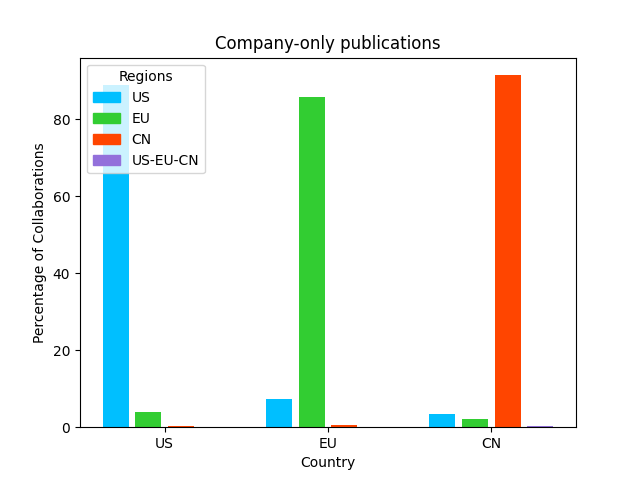 Company-only publications
Regions
US
EU
CN
US-EU-CN
Percentage of Collaborations
80
60
40
20
0
US
EU
CN
Country